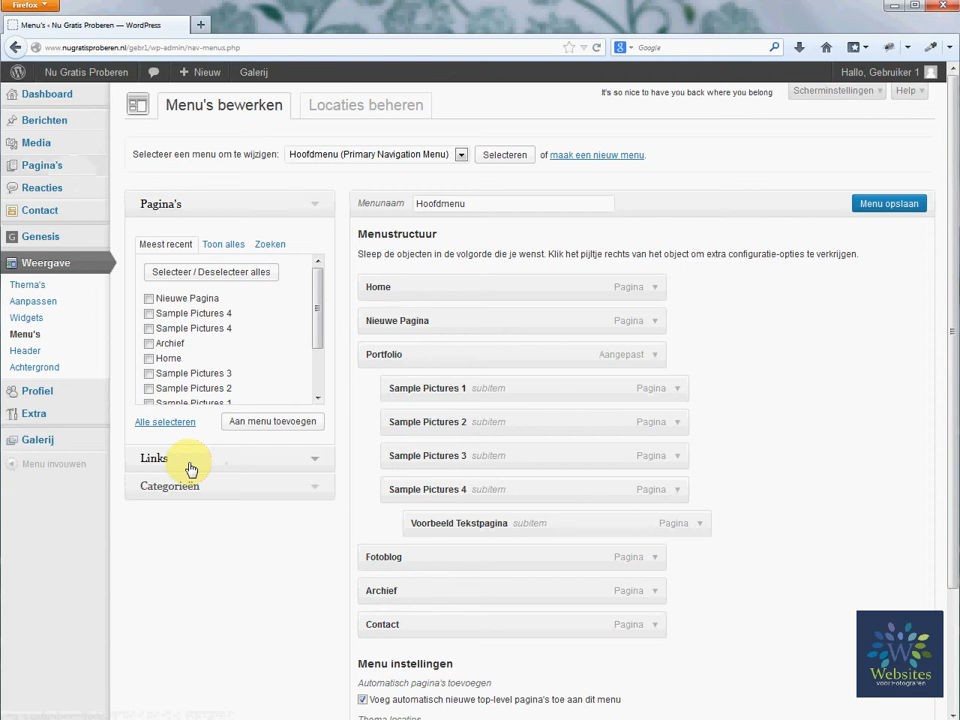 Firefox
Menu's ‹ Nu Gratis Proberen — WordPress
www.nugratisproberen.nl/gebr1/wp-admin/nav-menus.php
Google
Nu Gratis Proberen
Nieuw
Galerij
Hallo, Gebruiker 1
Dashboard
Berichten
Media
Pagina's
Reacties
Contact
Genesis
Weergave
Thema's
Aanpassen
Widgets
Menu's
Header
Achtergrond
Profiel
Extra
Galerij
Menu invouwen
Menu's bewerken
Locaties beheren
It's so nice to have you back where you belong
Scherminstellingen
Help
Selecteer een menu om te wijzigen:
Hoofdmenu (Primary Navigation Menu)
Selecteren
of maak een nieuw menu.
Pagina's
Meest recent
Toon alles
Zoeken
Selecteer / Deselecteer alles
Nieuwe Pagina
Sample Pictures 4
Sample Pictures 4
Archief
Home
Sample Pictures 3
Sample Pictures 2
Sample Pictures 1
Alle selecteren
Aan menu toevoegen
Links
Categorieën
Menunaam
Hoofdmenu
Menu opslaan
Menustructuur
Sleep de objecten in de volgorde die je wenst. Klik het pijltje rechts van het object om extra configuratie-opties te verkrijgen.
Home Pagina
Nieuwe Pagina Pagina
Portfolio Aangepast
Sample Pictures 1 subitem Pagina
Sample Pictures 2 subitem Pagina
Sample Pictures 3 subitem Pagina
Sample Pictures 4 subitem Pagina
Voorbeeld Tekstpagina subitem Pagina
Fotoblog Pagina
Archief Pagina
Contact Pagina
Menu instellingen
Automatisch pagina's toevoegen
Voeg automatisch nieuwe top-level pagina's toe aan dit menu
Thema locaties
W
Websites
voor Fotografen.nl